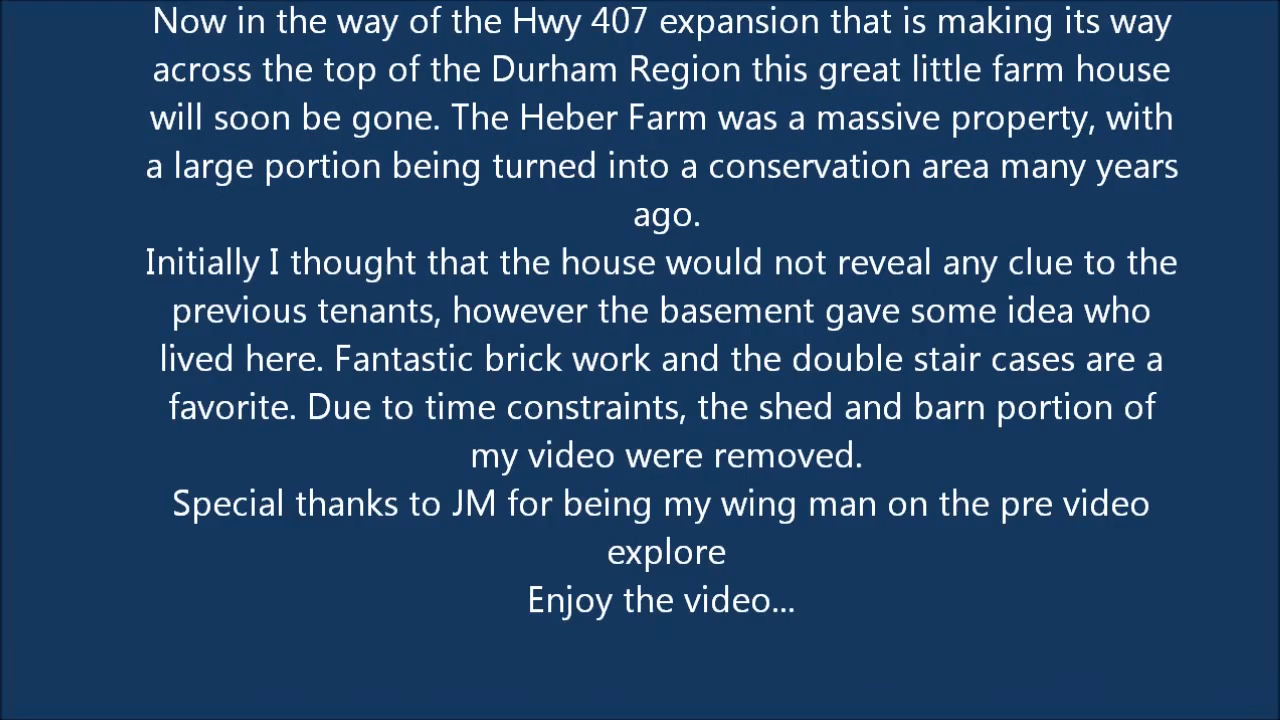 Now in the way of the Hwy 407 expansion that is making its way
across the top of the Durham Region this great little farm house
will soon be gone. The Heber Farm was a massive property, with
a large portion being turned into a conservation area many years
ago.
Initially I thought that the house would not reveal any clue to the
previous tenants, however the basement gave some idea who
lived here. Fantastic brick work and the double stair cases are a
favorite. Due to time constraints, the shed and barn portion of
my video were removed.
Special thanks to JM for being my wing man on the pre video
explore
Enjoy the video...